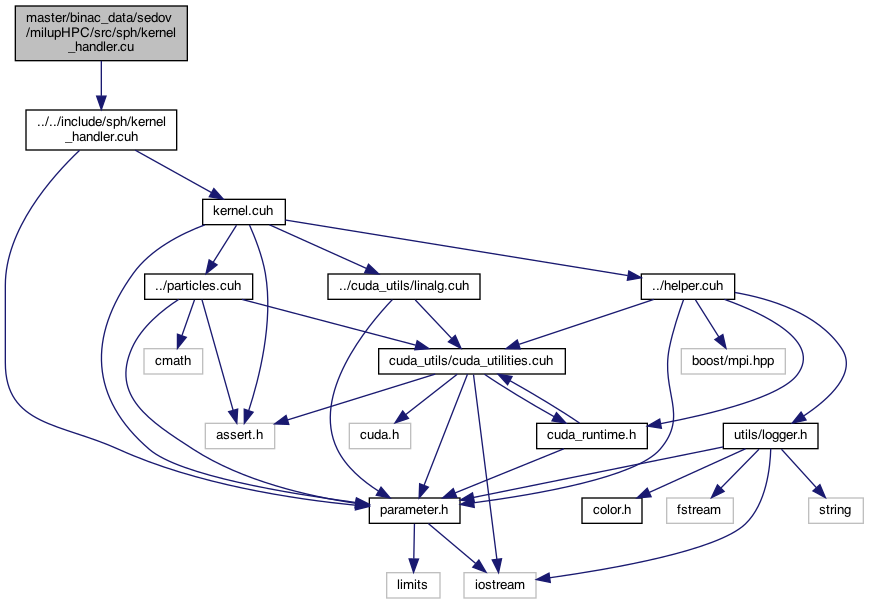 master/binac_data/sedov
/milupHPC/src/sph/kernel
_handler.cu
../../include/sph/kernel
_handler.cuh
kernel.cuh
../particles.cuh
../cuda_utils/linalg.cuh
../helper.cuh
cmath
cuda_utils/cuda_utilities.cuh
boost/mpi.hpp
assert.h
cuda.h
cuda_runtime.h
utils/logger.h
parameter.h
color.h
fstream
string
limits
iostream